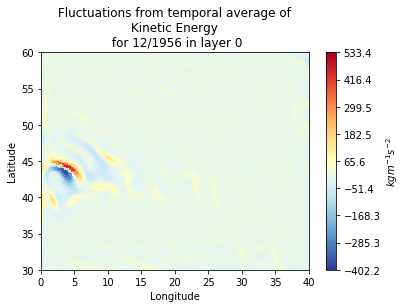 Fluctuations from temporal average of
Kinetic Energy
for 12/1956 in layer 0
60
55
50
45
40
35
30
Latitude
0 5 10 15 20 25 30 35 40
Longitude
533.4
416.4
299.5
182.5
65.6
−51.4
−168.3
−285.3
−402.2
kgm⁻¹s⁻²